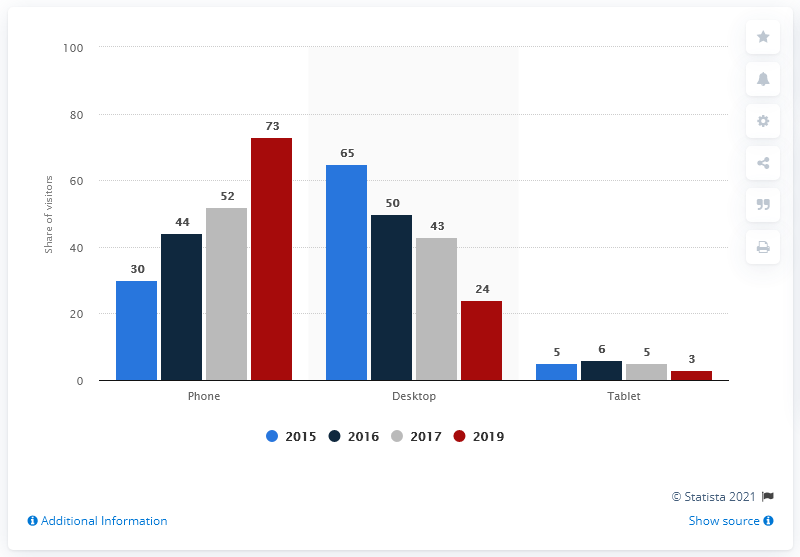 100
80
60
40
20
0
Share of visitors
30
44
52
73
65
50
43
24
5
6
5
3
Phone
Desktop
Tablet
2015 2016 2017 2019
© Statista 2021
Additional Information
Show source